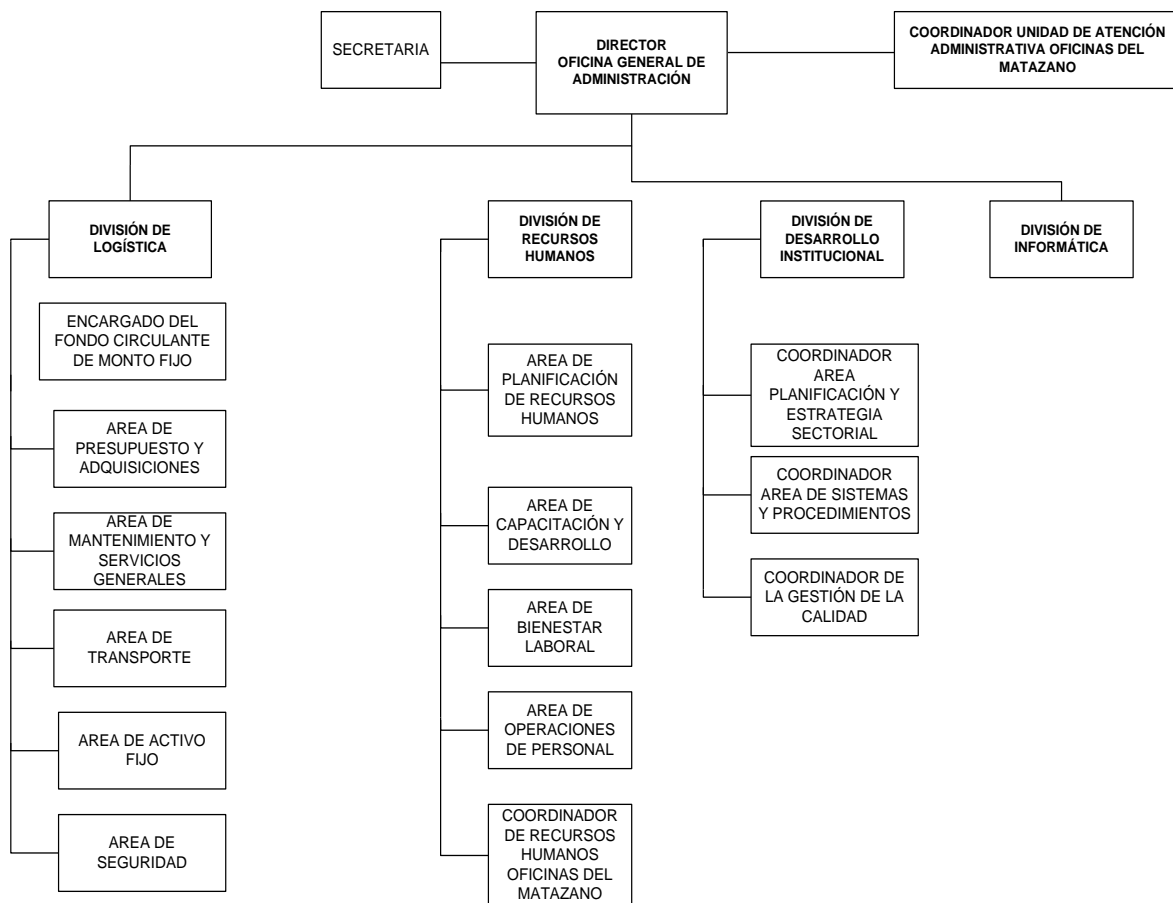 SECRETARIA
DIRECTOR
OFICINA GENERAL DE
ADMINISTRACIÓN
COORDINADOR UNIDAD DE ATENCIÓN
ADMINISTRATIVA OFICINAS DEL
MATAZANO
DIVISIÓN DE
LOGÍSTICA
ENCARGADO DEL
FONDO CIRCULANTE
DE MONTO FIJO
AREA DE
PRESUPUESTO Y
ADQUISICIONES
AREA DE
MANTENIMIENTO Y
SERVICIOS
GENERALES
AREA DE
TRANSPORTE
AREA DE ACTIVO
FIJO
AREA DE
SEGURIDAD
DIVISIÓN DE
RECURSOS
HUMANOS
AREA DE
PLANIFICACIÓN
DE RECURSOS
HUMANOS
AREA DE
CAPACITACIÓN Y
DESARROLLO
AREA DE
BIENESTAR
LABORAL
AREA DE
OPERACIONES
DE PERSONAL
COORDINADOR
DE RECURSOS
HUMANOS
OFICINAS DEL
MATAZANO
DIVISIÓN DE
DESARROLLO
INSTITUCIONAL
COORDINADOR
AREA
PLANIFICACIÓN Y
ESTRATEGIA
SECTORIAL
COORDINADOR
AREA DE SISTEMAS
Y PROCEDIMIENTOS
COORDINADOR DE
LA GESTIÓN DE LA
CALIDAD
DIVISIÓN DE
INFORMÁTICA